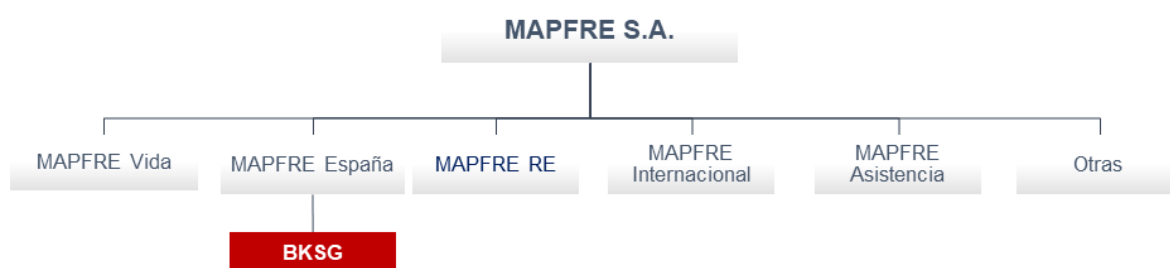 MAPFRE S.A.
MAPFRE Vida
MAPFRE España
MAPFRE RE
MAPFRE
Internacional
MAPFRE
Asistencia
Otras
BKSG